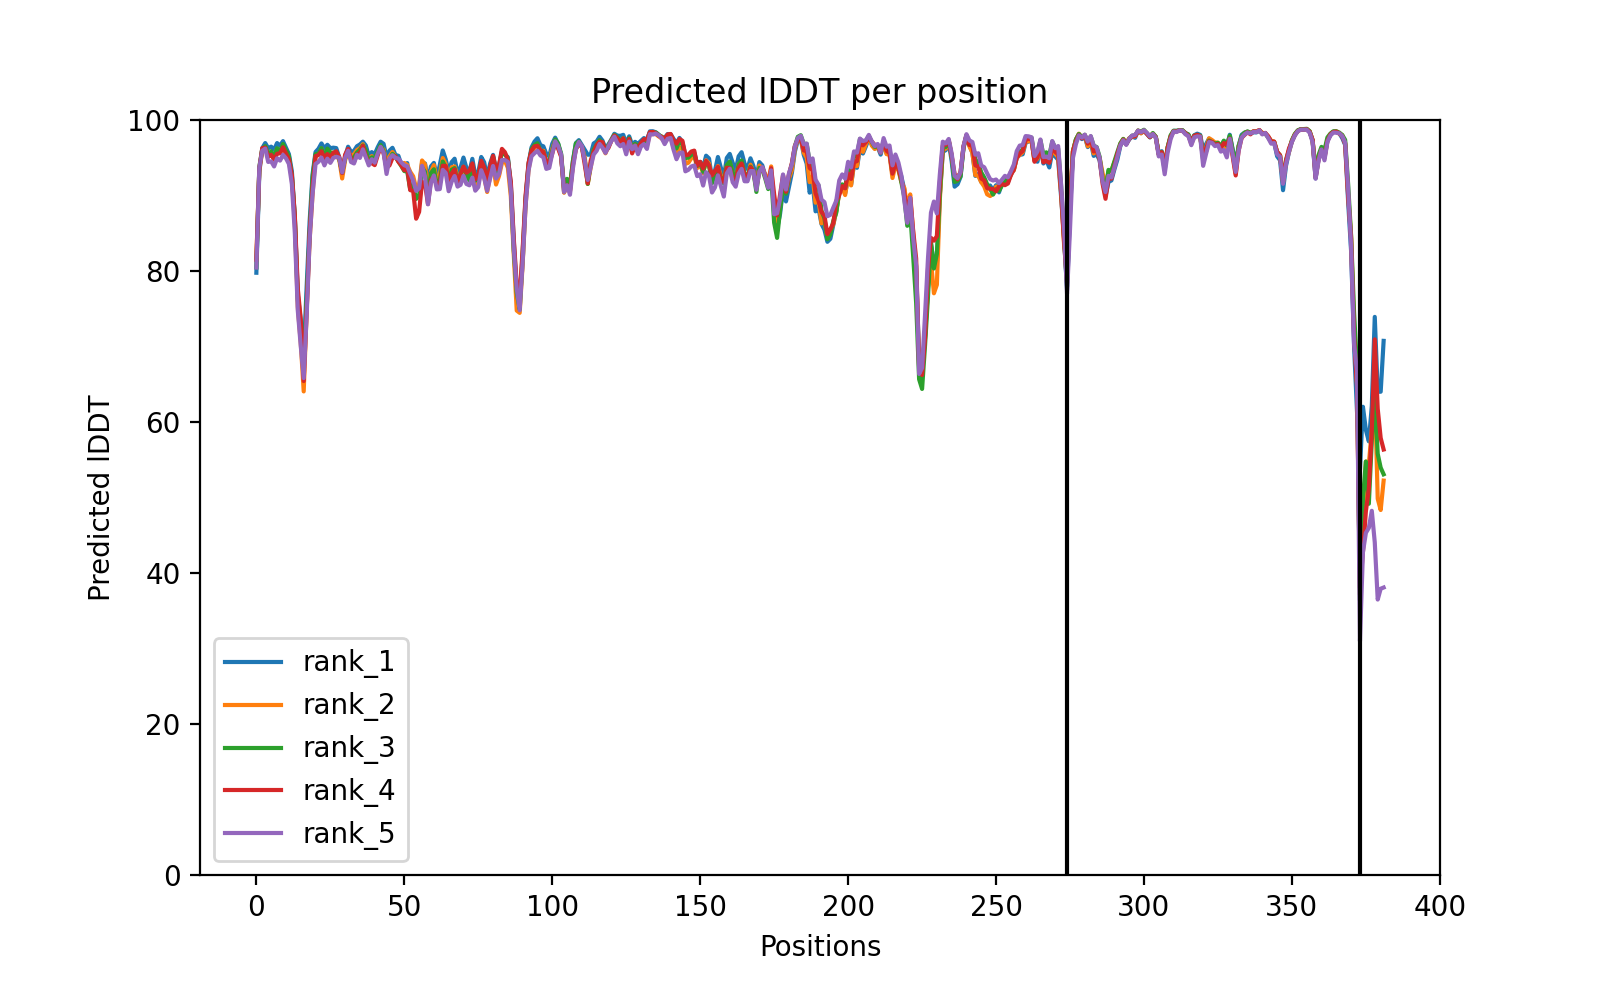 Predicted lDDT per position
100
80
60
40
20
0
Predicted lDDT
rank_1
rank_2
rank_3
rank_4
rank_5
0 50 100 150 200 250 300 350 400
Positions